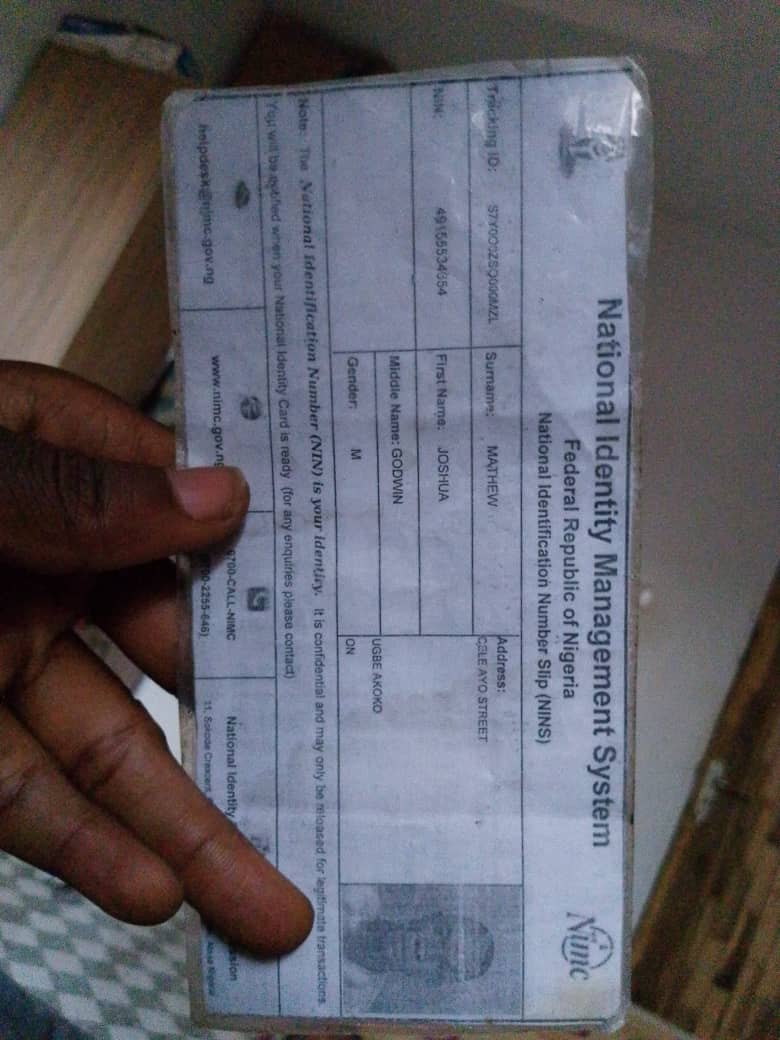 National Identity Management System
Federal Republic of Nigeria
National Identification Number Slip (NINS)
Nimc
Tracking ID:
Surname: MATHEW
Address:
AYO STREET
NIN:
First Name: JOSHUA
Middle Name: GODWIN
UGBE AKOKO
Gender: M
ON
Note: The National Identification Number (NIN) is your identity. It is confidential and may only be released for legitimate transactions.
You will be notified when your National Identity Card is ready (for any enquiries please contact)
helpdesk@nimc.gov.ng
www.nimc.gov.ng
0700-CALL-NIMC
National Identity
11, Sokode Crescent,